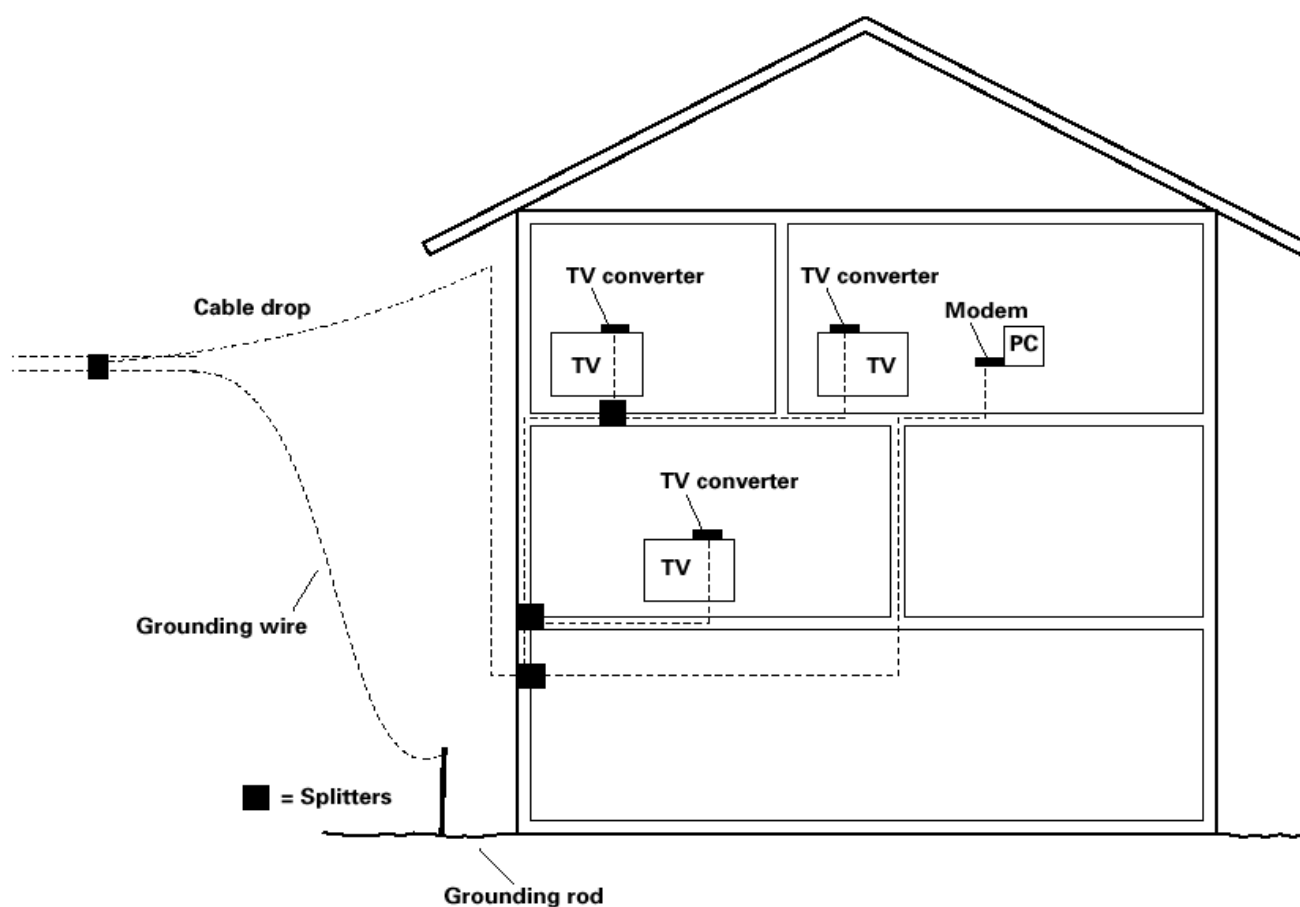 TV converter
TV converter
Cable drop
Modem
PC
TV
TV
TV converter
TV
Grounding wire
= Splitters
Grounding rod